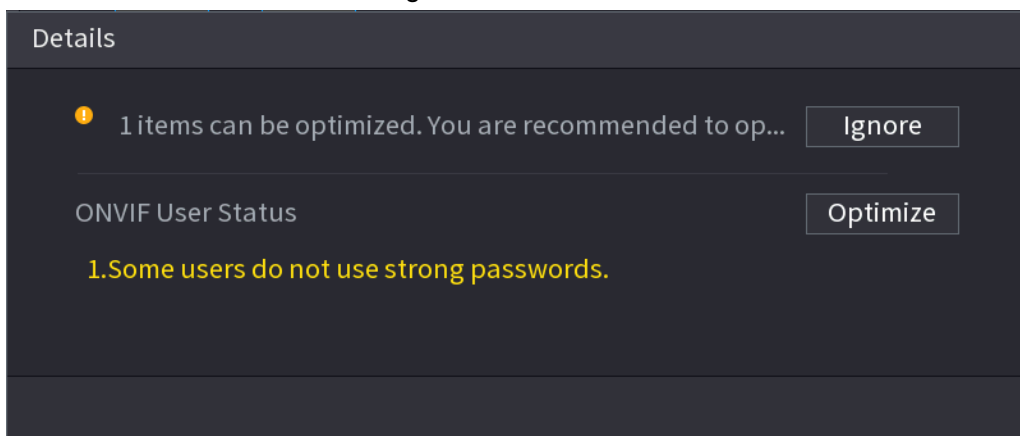 Details
1 items can be optimized. You are recommended to op...
Ignore
ONVIF User Status
Optimize
1.Some users do not use strong passwords.